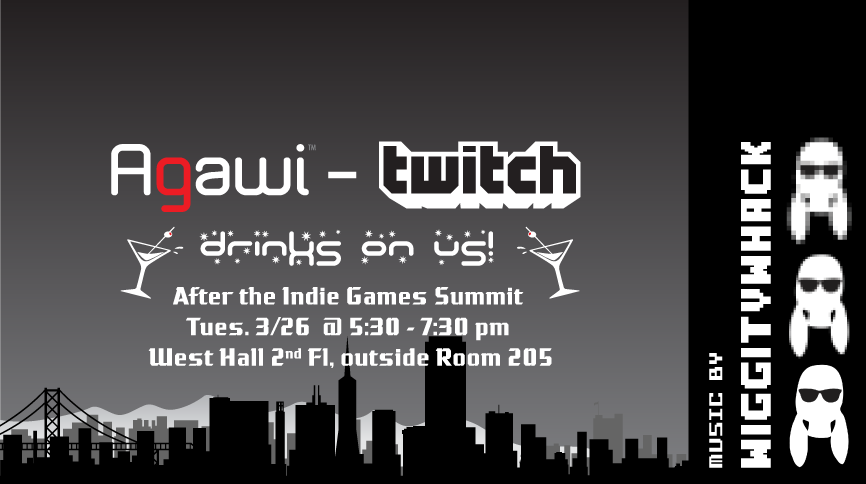 Agawi™ – twitch
drinks on us!
After the Indie Games Summit
Tues. 3/26 @ 5:30 - 7:30 pm
West Hall 2nd Fl, outside Room 205
MUSIC BY
WIGGITYWHACK